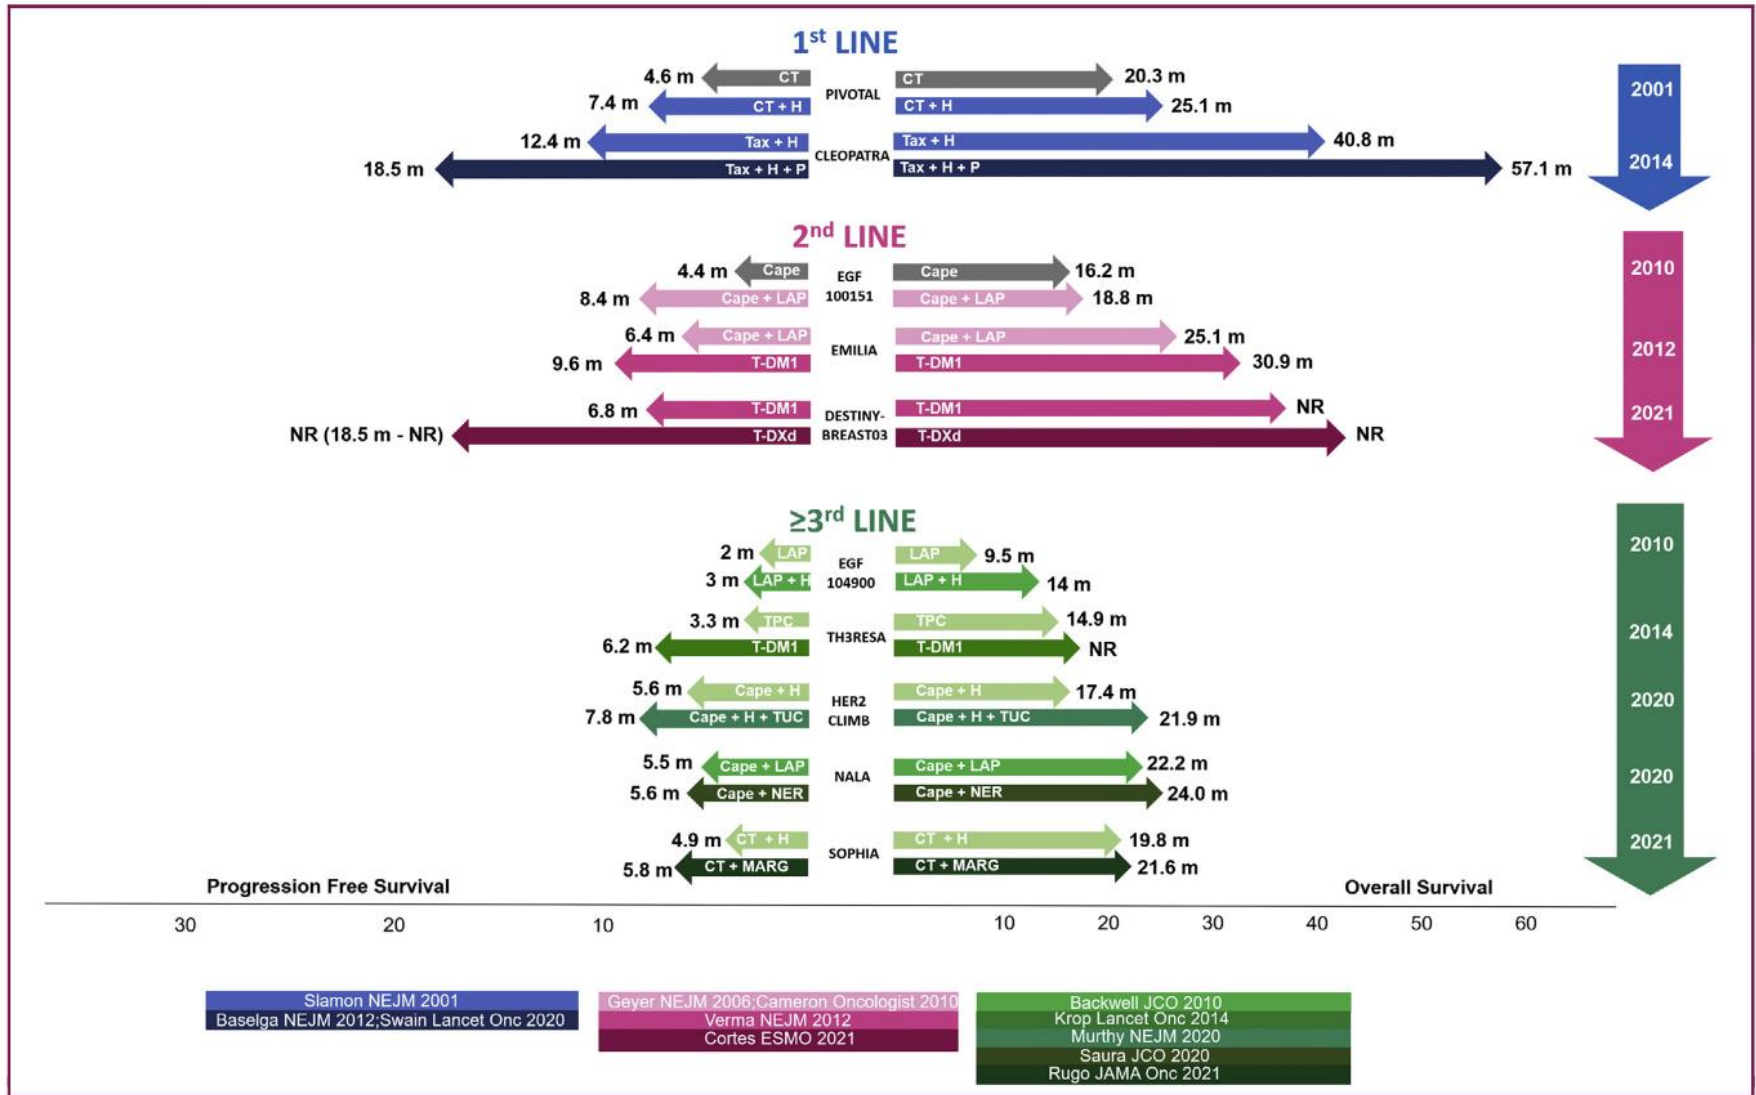 1st LINE
4.6 m CT PIVOTAL CT 20.3 m
7.4 m CT + H CT + H 25.1 m
12.4 m Tax + H CLEOPATRA Tax + H 40.8 m
18.5 m Tax + H + P Tax + H + P 57.1 m
2001
2014
2nd LINE
4.4 m Cape EGF 100151 Cape 16.2 m
8.4 m Cape + LAP Cape + LAP 18.8 m
6.4 m Cape + LAP EMILIA Cape + LAP 25.1 m
9.6 m T-DM1 T-DM1 30.9 m
6.8 m T-DM1 DESTINY-BREAST03 T-DM1 NR
NR (18.5 m - NR) T-DXd T-DXd NR
2010
2012
2021
≥3rd LINE
2 m LAP EGF 104900 LAP 9.5 m
3 m LAP + H LAP + H 14 m
3.3 m TPC TH3RESA TPC 14.9 m
6.2 m T-DM1 T-DM1 NR
5.6 m Cape + H HER2 CLIMB Cape + H 17.4 m
7.8 m Cape + H + TUC Cape + H + TUC 21.9 m
5.5 m Cape + LAP NALA Cape + LAP 22.2 m
5.6 m Cape + NER Cape + NER 24.0 m
4.9 m CT + H SOPHIA CT + H 19.8 m
5.8 m CT + MARG CT + MARG 21.6 m
2010
2014
2020
2020
2021
Progression Free Survival Overall Survival
30 20 10 10 20 30 40 50 60
Slamon NEJM 2001
Baselga NEJM 2012;Swain Lancet Onc 2020
Geyer NEJM 2006;Cameron Oncologist 2010
Verma NEJM 2012
Cortes ESMO 2021
Backwell JCO 2010
Krop Lancet Onc 2014
Murthy NEJM 2020
Saura JCO 2020
Rugo JAMA Onc 2021